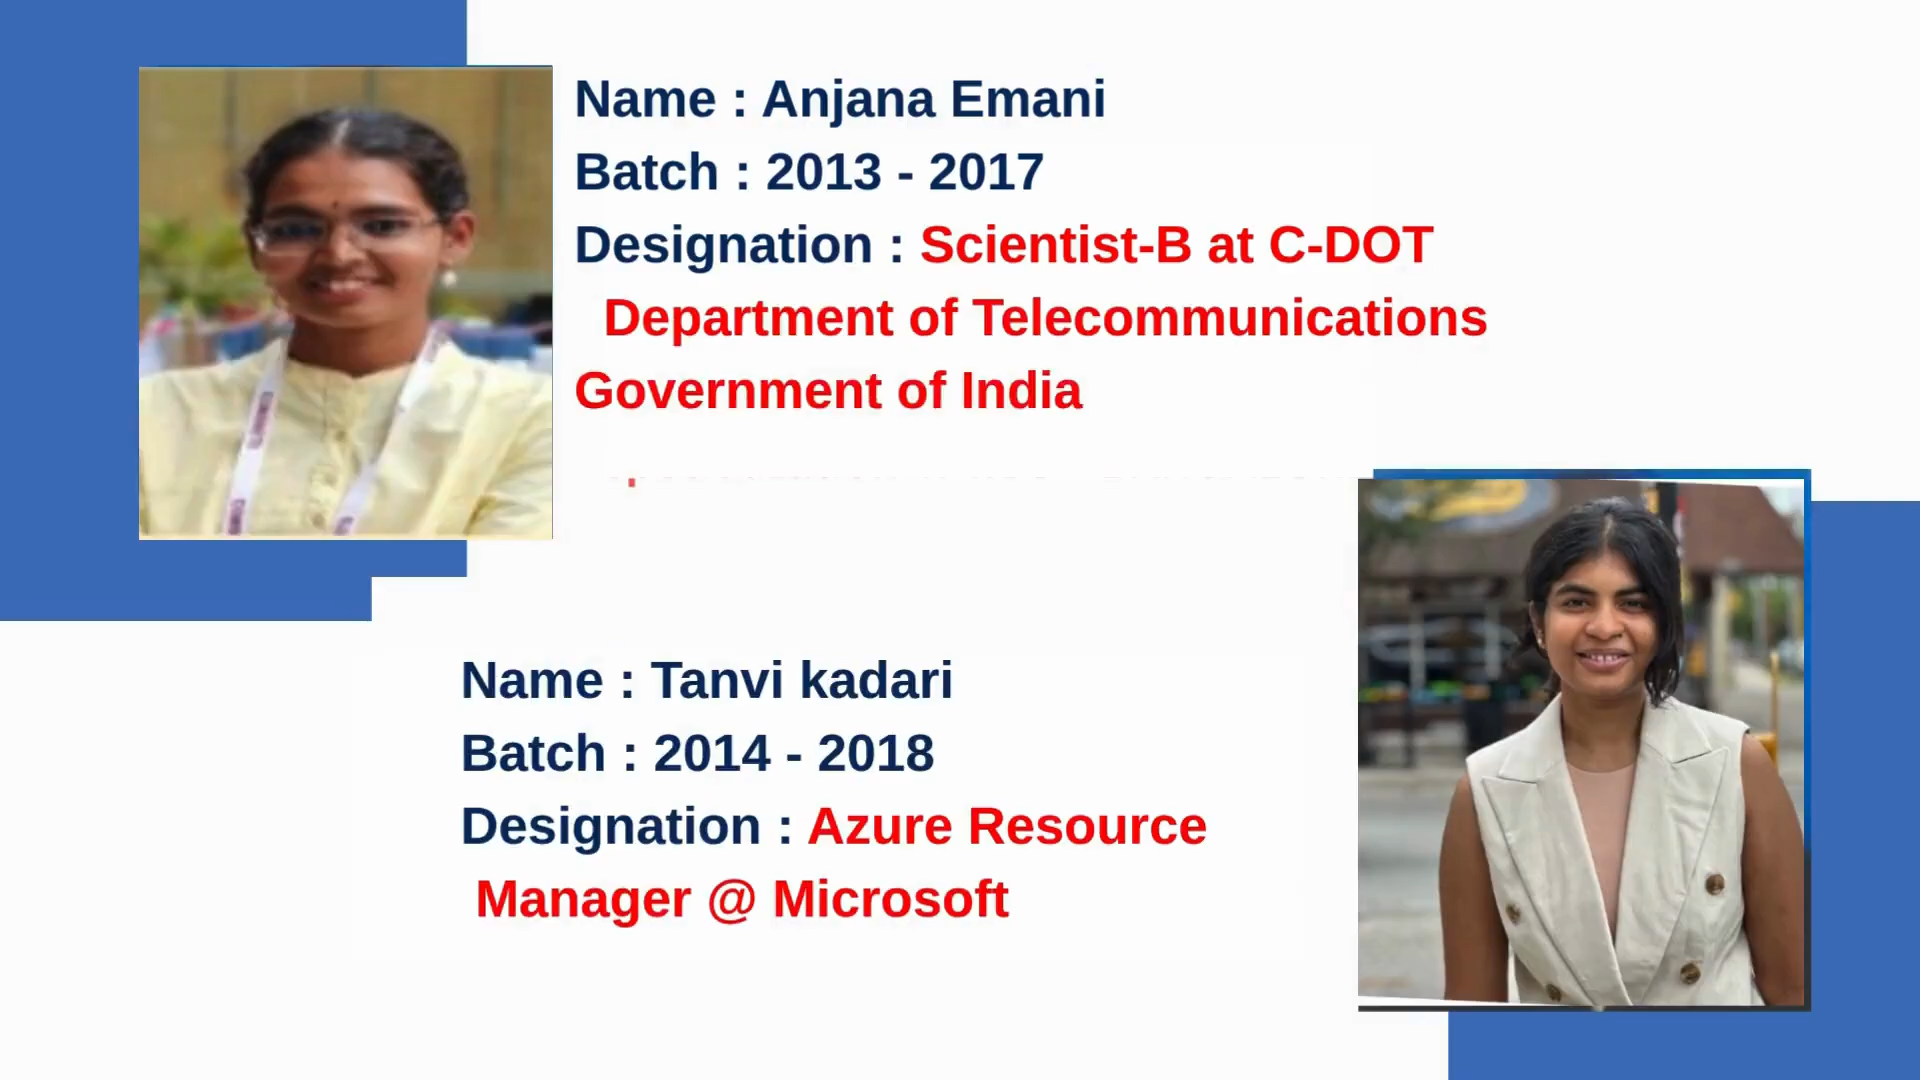 Name : Anjana Emani
Batch : 2013 - 2017
Designation : Scientist-B at C-DOT
Department of Telecommunications
Government of India
Name : Tanvi kadari
Batch : 2014 - 2018
Designation : Azure Resource
Manager @ Microsoft